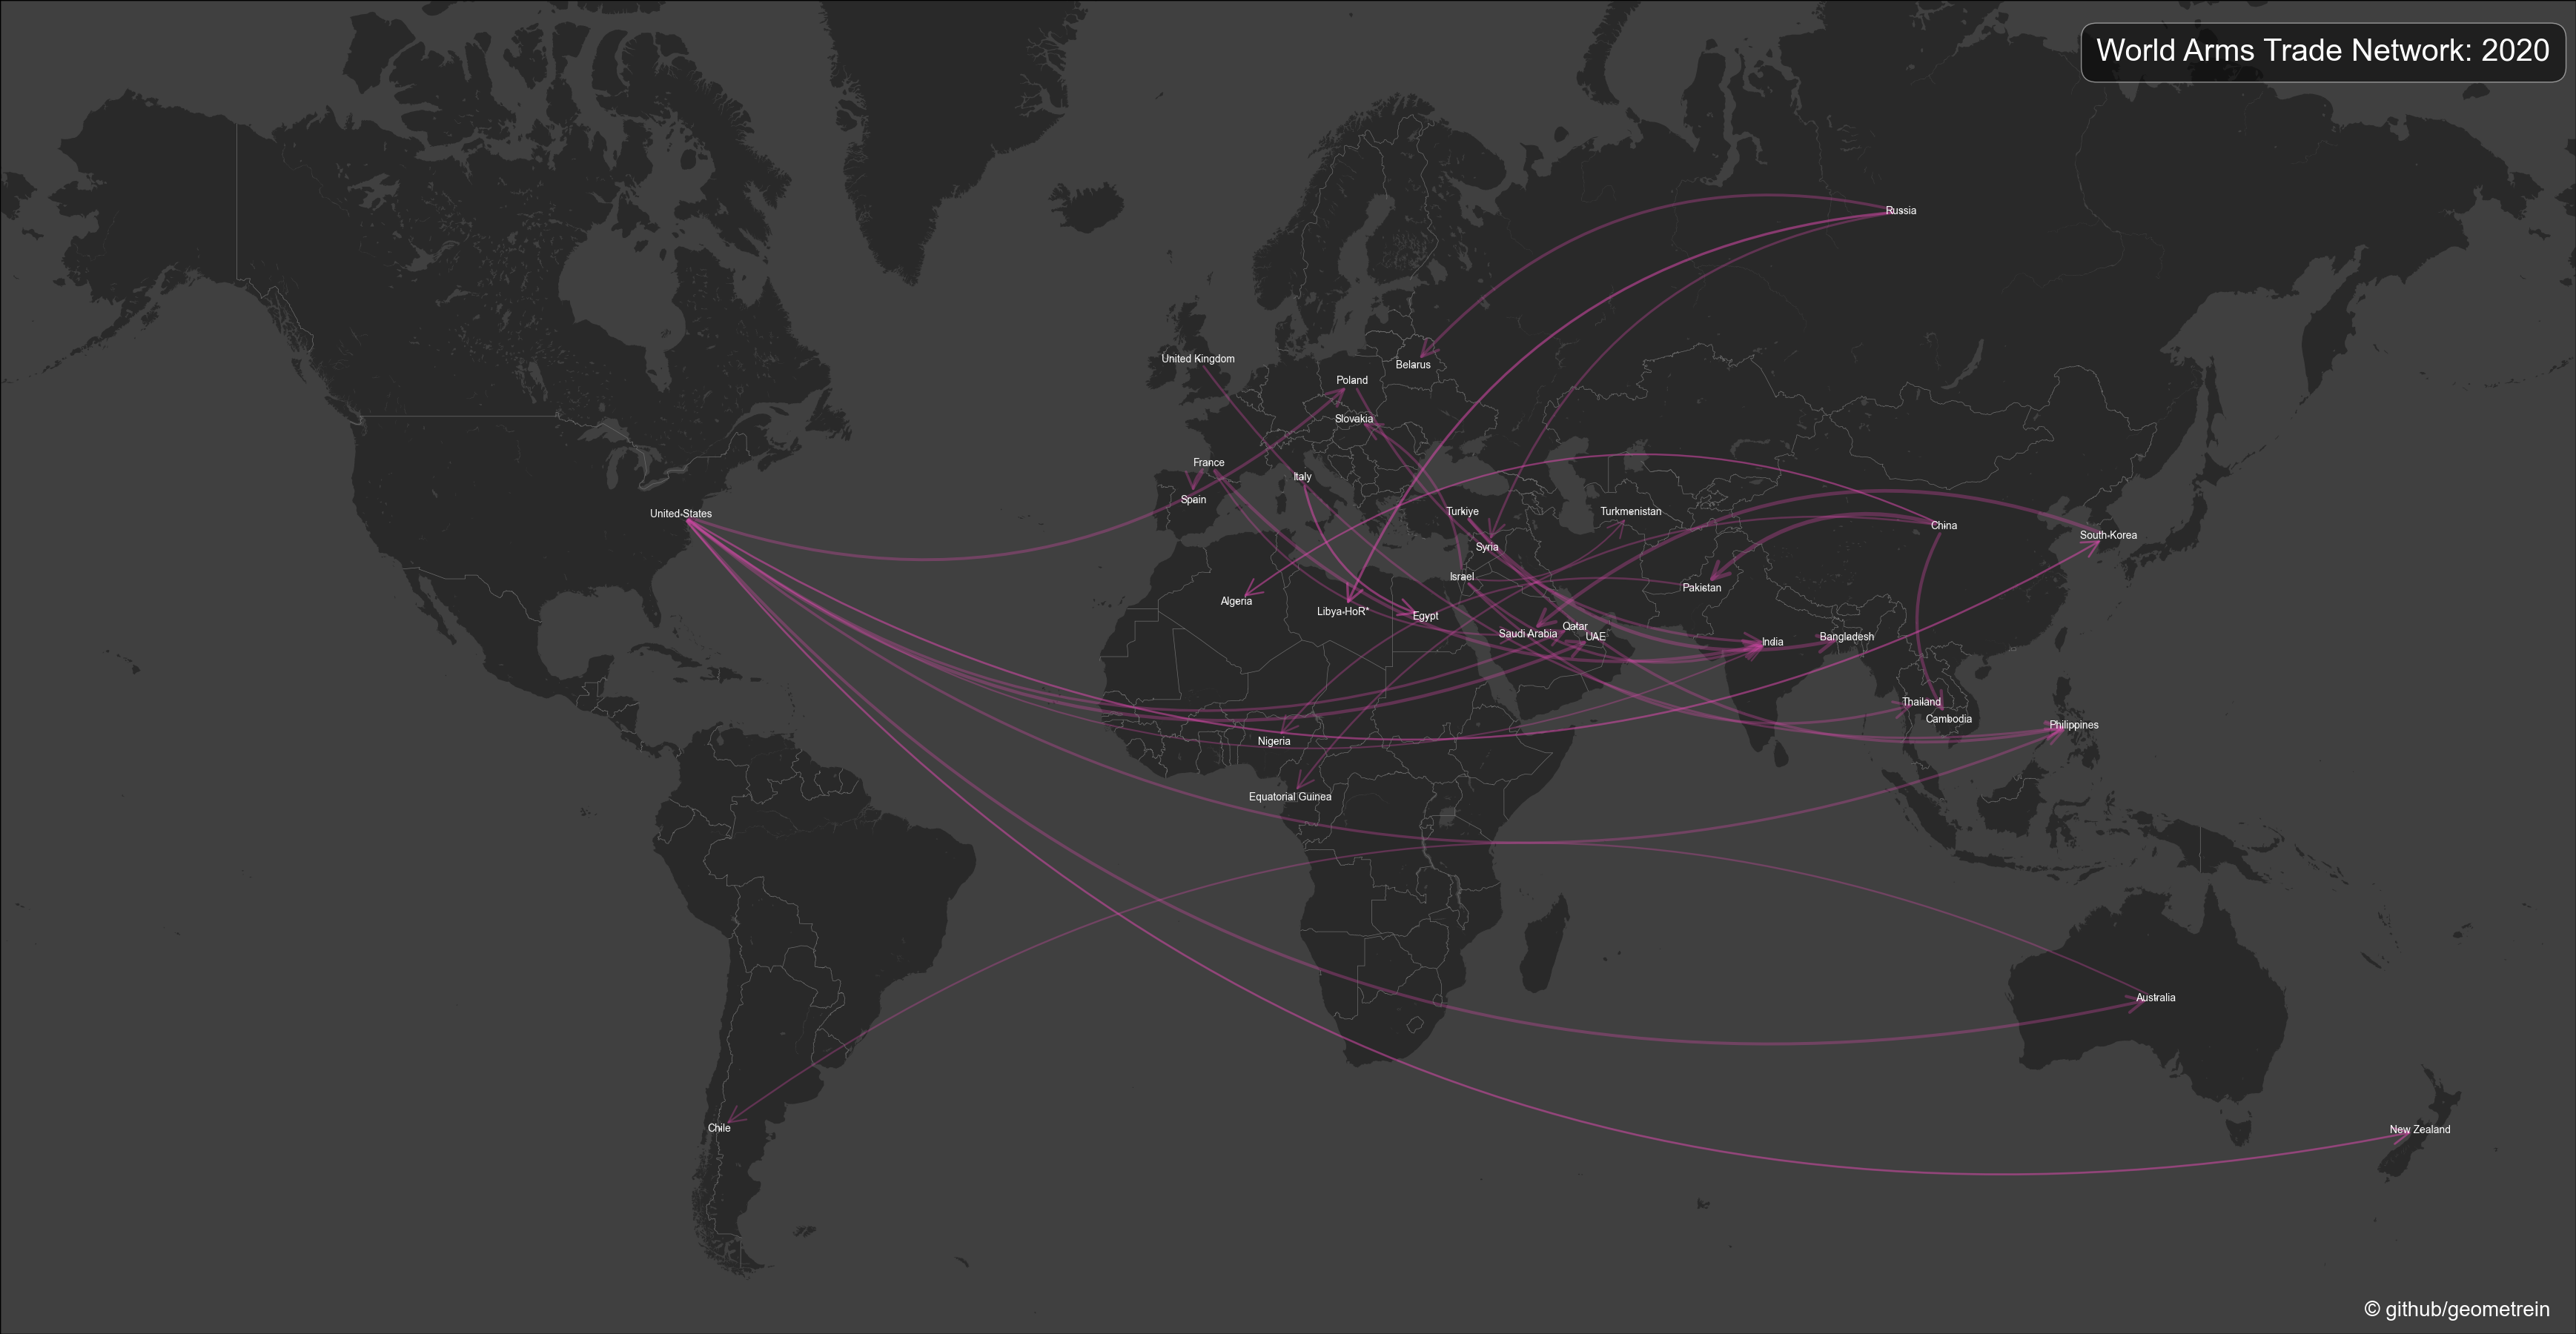 World Arms Trade Network: 2020
Russia
United Kingdom
Belarus
Poland
Slovakia
France
Italy
Spain
United-States
Turkiye
Turkmenistan
China
South-Korea
Syria
Israel
Pakistan
Algeria
Libya-HoR*
Egypt
Qatar
Saudi Arabia
UAE
India
Bangladesh
Thailand
Cambodia
Philippines
Nigeria
Equatorial Guinea
Australia
Chile
New Zealand
© github/geometrein